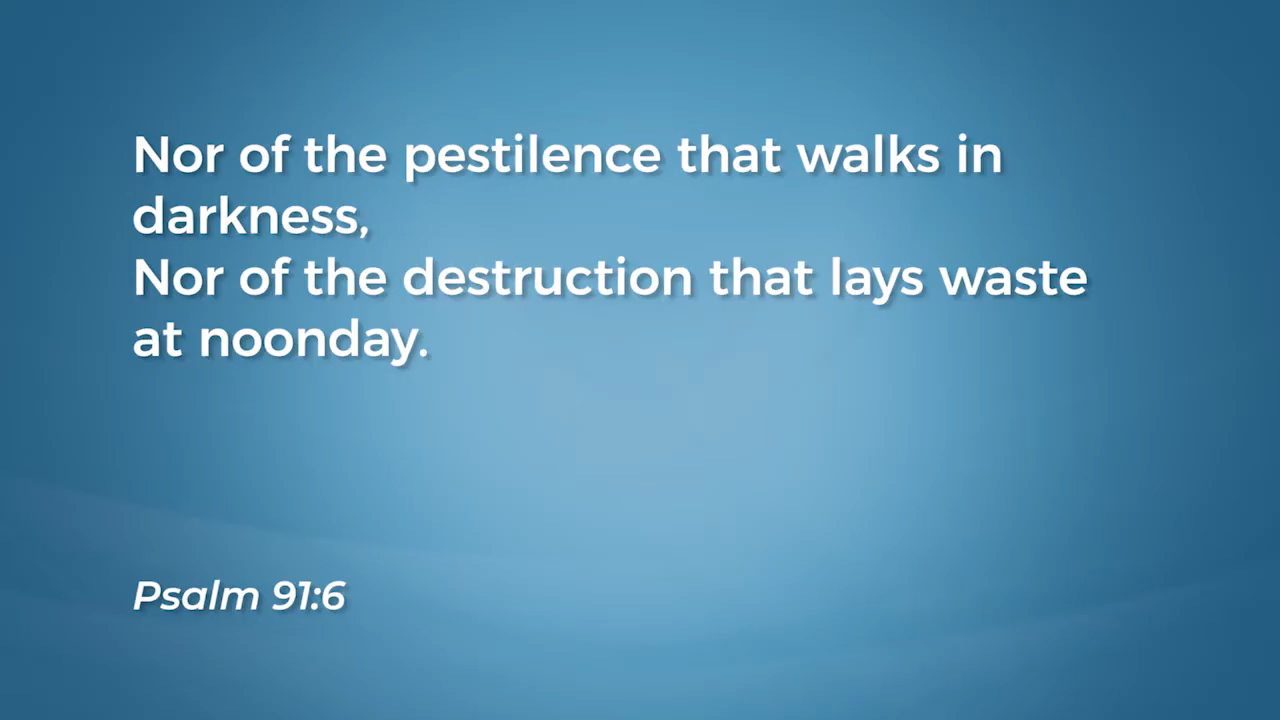 Nor of the pestilence that walks in
darkness,
Nor of the destruction that lays waste
at noonday.
Psalm 91:6